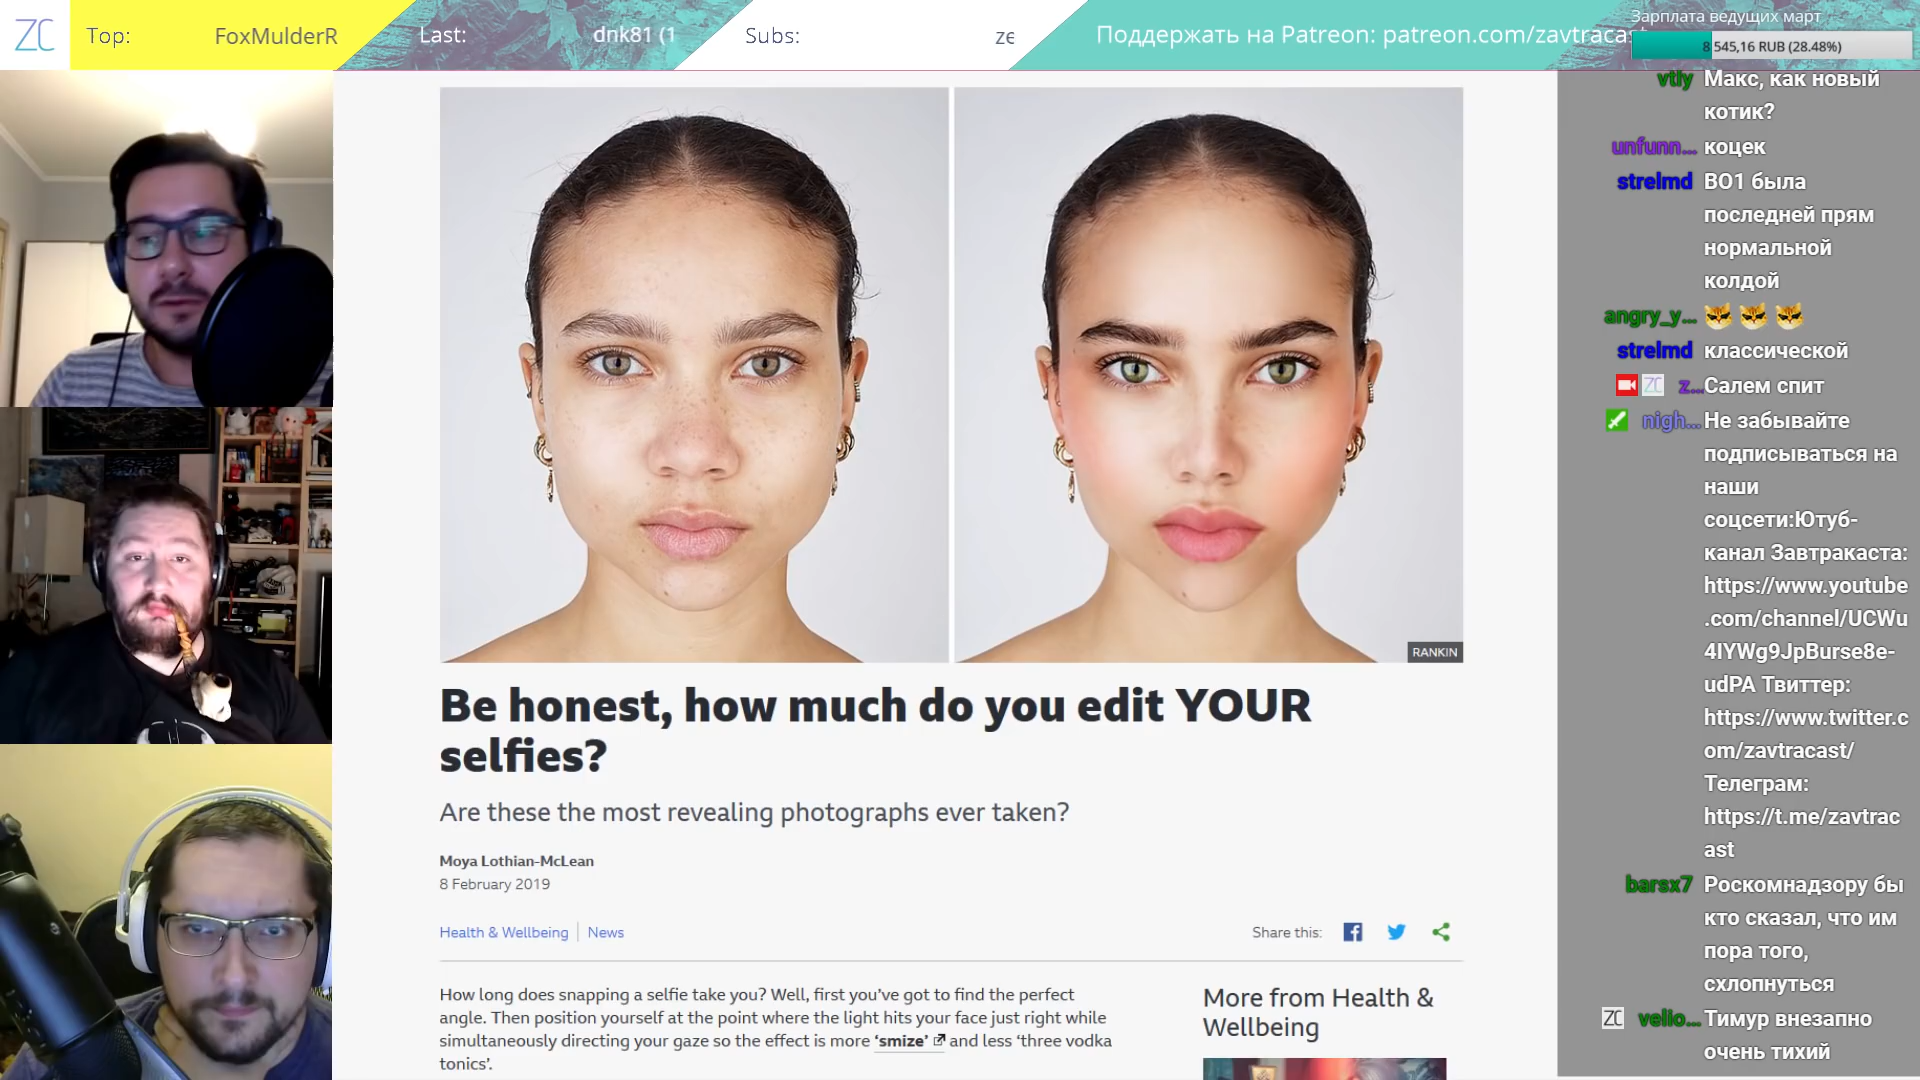 ZC
Top: FoxMulderR
Last: dnk81 (1
Subs: ze
Поддержать на Patreon: patreon.com/zavtracast
Зарплата ведущих март
8 545,16 RUB (28.48%)
RANKIN
Be honest, how much do you edit YOUR
selfies?
Are these the most revealing photographs ever taken?
Moya Lothian-McLean
8 February 2019
Health & Wellbeing News
Share this:
How long does snapping a selfie take you? Well, first you’ve got to find the perfect
angle. Then position yourself at the point where the light hits your face just right while
simultaneously directing your gaze so the effect is more ‘smize’ and less ‘three vodka
tonics’.
More from Health &
Wellbeing
vtly Макс, как новый
котик?
unfunn... коцек
strelmd BO1 была
последней прям
нормальной
колдой
angry_y...
strelmd классической
ZC z... Салем спит
nigh... Не забывайте
подписываться на
наши
соцсети:Ютуб-
канал Завтракаста:
https://www.youtube
.com/channel/UCWu
4IYWg9JpBurse8e-
udPA Твиттер:
https://www.twitter.c
om/zavtracast/
Телеграм:
https://t.me/zavtrac
ast
barsx7 Роскомнадзору бы
кто сказал, что им
пора того,
схлопнуться
ZC velio... Тимур внезапно
очень тихий